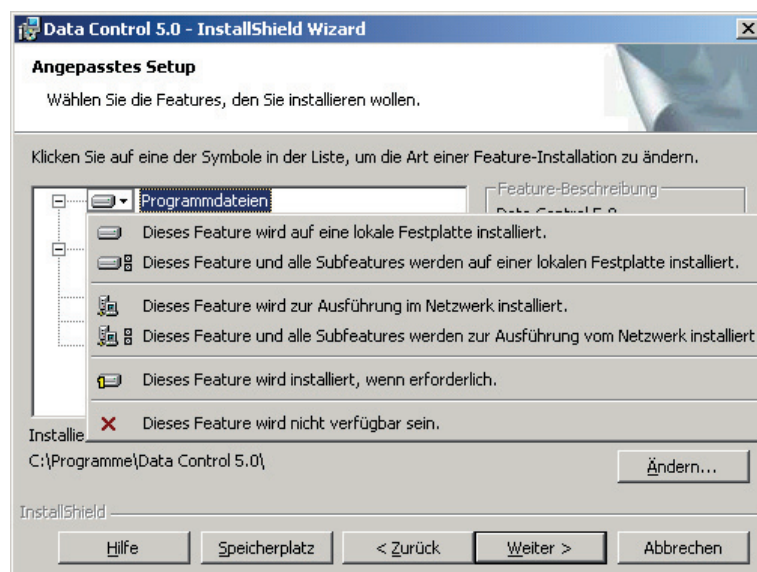 Data Control 5.0 - InstallShield Wizard
Angepasstes Setup
Wählen Sie die Features, den Sie installieren wollen.
Klicken Sie auf eine der Symbole in der Liste, um die Art einer Feature-Installation zu ändern.
Programmdateien
Feature-Beschreibung
Data Control 5.0
Dieses Feature wird auf eine lokale Festplatte installiert.
Dieses Feature und alle Subfeatures werden auf einer lokalen Festplatte installiert.
Dieses Feature wird zur Ausführung im Netzwerk installiert.
Dieses Feature und alle Subfeatures werden zur Ausführung vom Netzwerk installiert
Dieses Feature wird installiert, wenn erforderlich.
Dieses Feature wird nicht verfügbar sein.
Installie
C:\Programme\Data Control 5.0\
Ändern...
InstallShield
Hilfe
Speicherplatz
< Zurück
Weiter >
Abbrechen